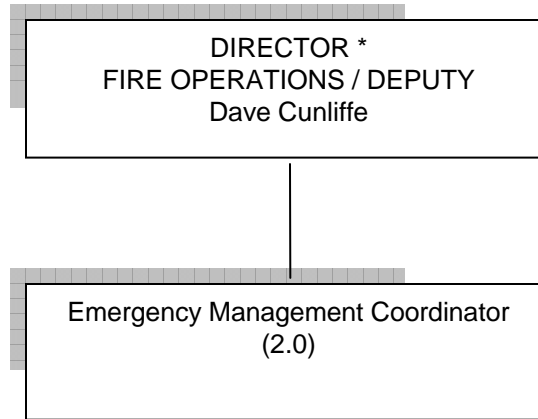 DIRECTOR *
FIRE OPERATIONS / DEPUTY
Dave Cunliffe
Emergency Management Coordinator
(2.0)